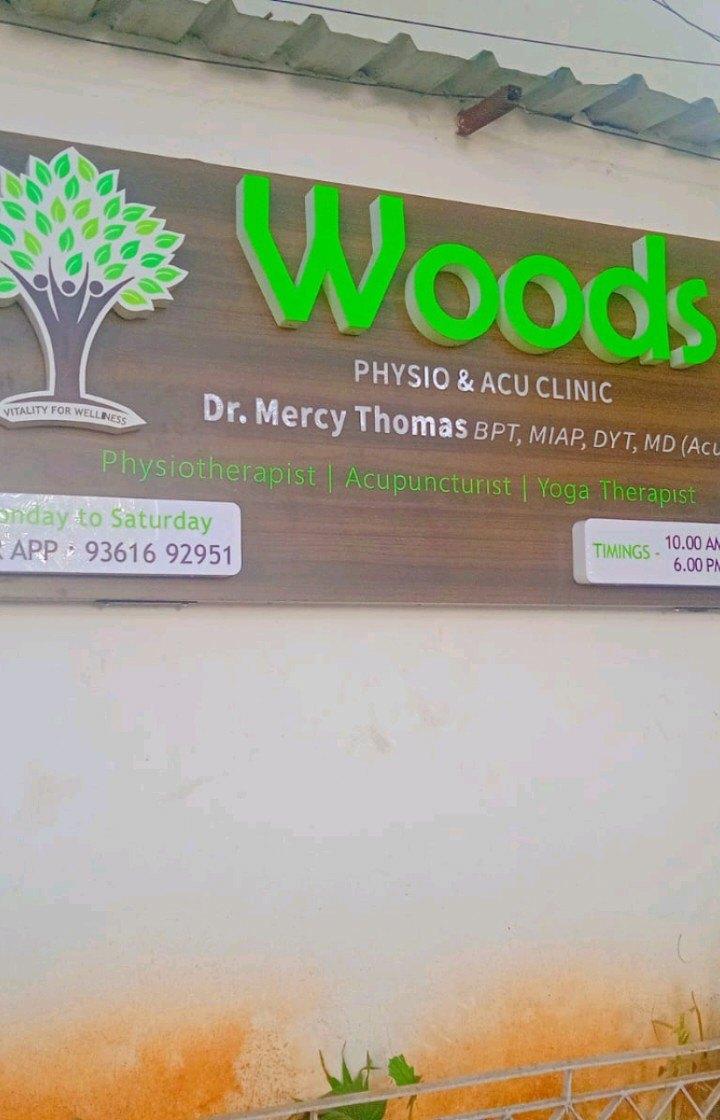 Woods
PHYSIO & ACU CLINIC
Dr. Mercy Thomas BPT, MIAP, DYT, MD (Acu
Physiotherapist | Acupuncturist | Yoga Therapist
VITALITY FOR WELLNESS
onday to Saturday
R APP : 93616 92951
TIMINGS - 10.00 AM
6.00 PM